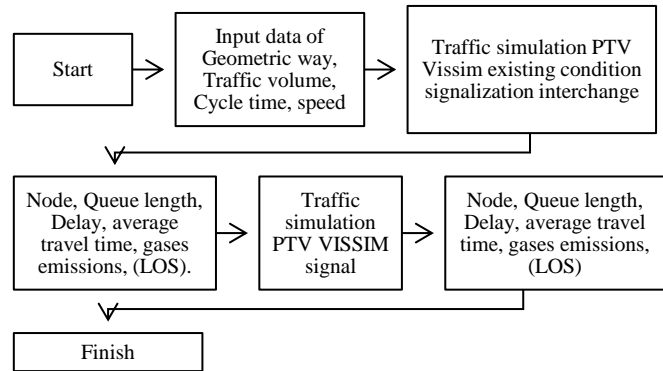 Start
Input data of
Geometric way,
Traffic volume,
Cycle time, speed
Traffic simulation PTV
Vissim existing condition
signalization interchange
Node, Queue length,
Delay, average
travel time, gases
emissions, (LOS).
Traffic
simulation
PTV VISSIM
signal
Node, Queue length,
Delay, average travel
time, gases emissions,
(LOS)
Finish